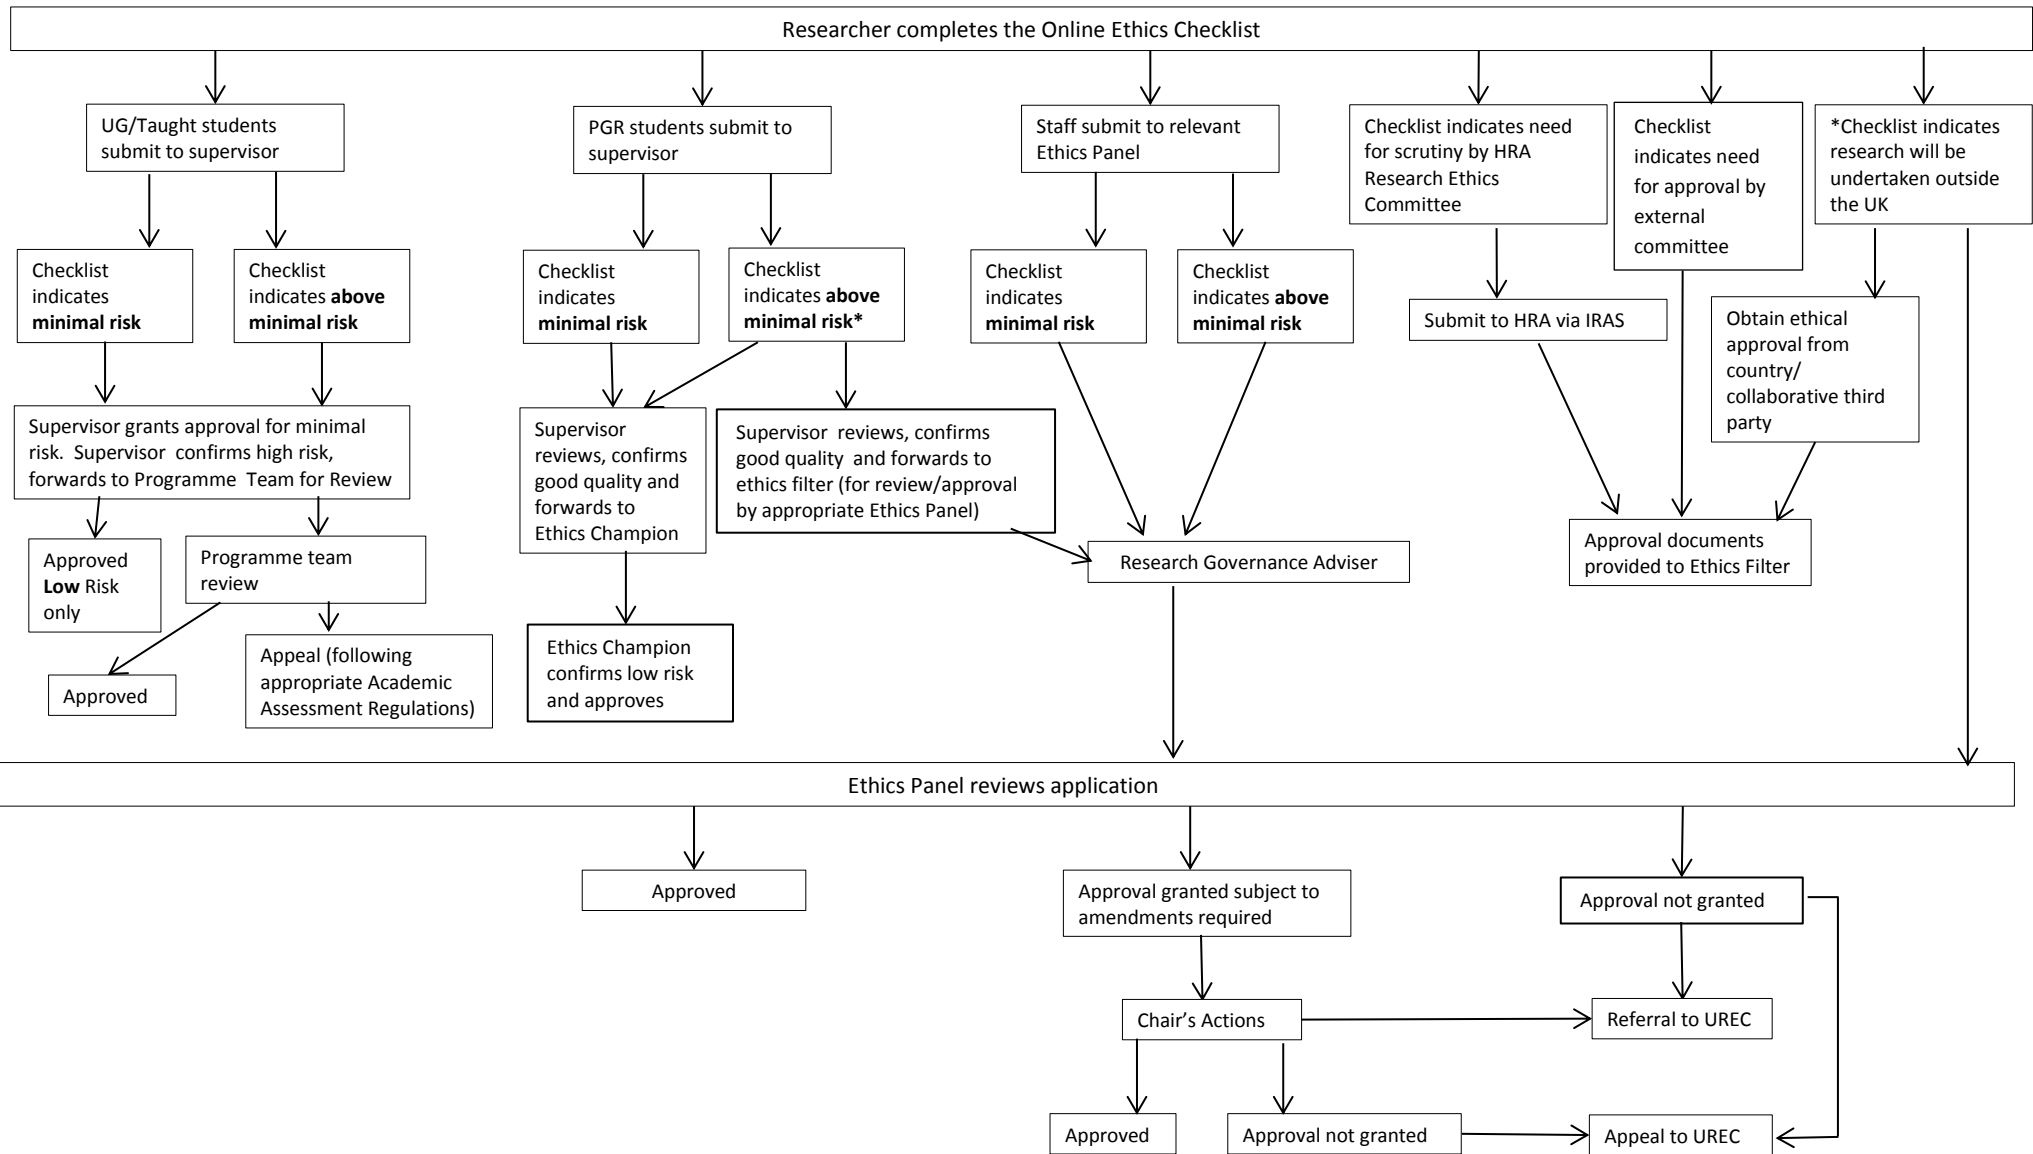 Researcher completes the Online Ethics Checklist
UG/Taught students
submit to supervisor
PGR students submit to
supervisor
Staff submit to relevant
Ethics Panel
Checklist indicates need
for scrutiny by HRA
Research Ethics
Committee
Checklist
indicates need
for approval by
external
committee
*Checklist indicates
research will be
undertaken outside
the UK
Checklist
indicates
minimal risk
Checklist
indicates above
minimal risk
Checklist
indicates
minimal risk
Checklist
indicates above
minimal risk*
Checklist
indicates
minimal risk
Checklist
indicates above
minimal risk
Submit to HRA via IRAS
Obtain ethical
approval from
country/
collaborative third
party
Supervisor grants approval for minimal
risk. Supervisor confirms high risk,
forwards to Programme Team for Review
Supervisor
reviews, confirms
good quality and
forwards to
Ethics Champion
Supervisor reviews, confirms
good quality and forwards to
ethics filter (for review/approval
by appropriate Ethics Panel)
Approved
Low Risk
only
Programme team
review
Research Governance Adviser
Approval documents
provided to Ethics Filter
Approved
Appeal (following
appropriate Academic
Assessment Regulations)
Ethics Champion
confirms low risk
and approves
Ethics Panel reviews application
Approved
Approval granted subject to
amendments required
Approval not granted
Chair’s Actions
Referral to UREC
Approved
Approval not granted
Appeal to UREC